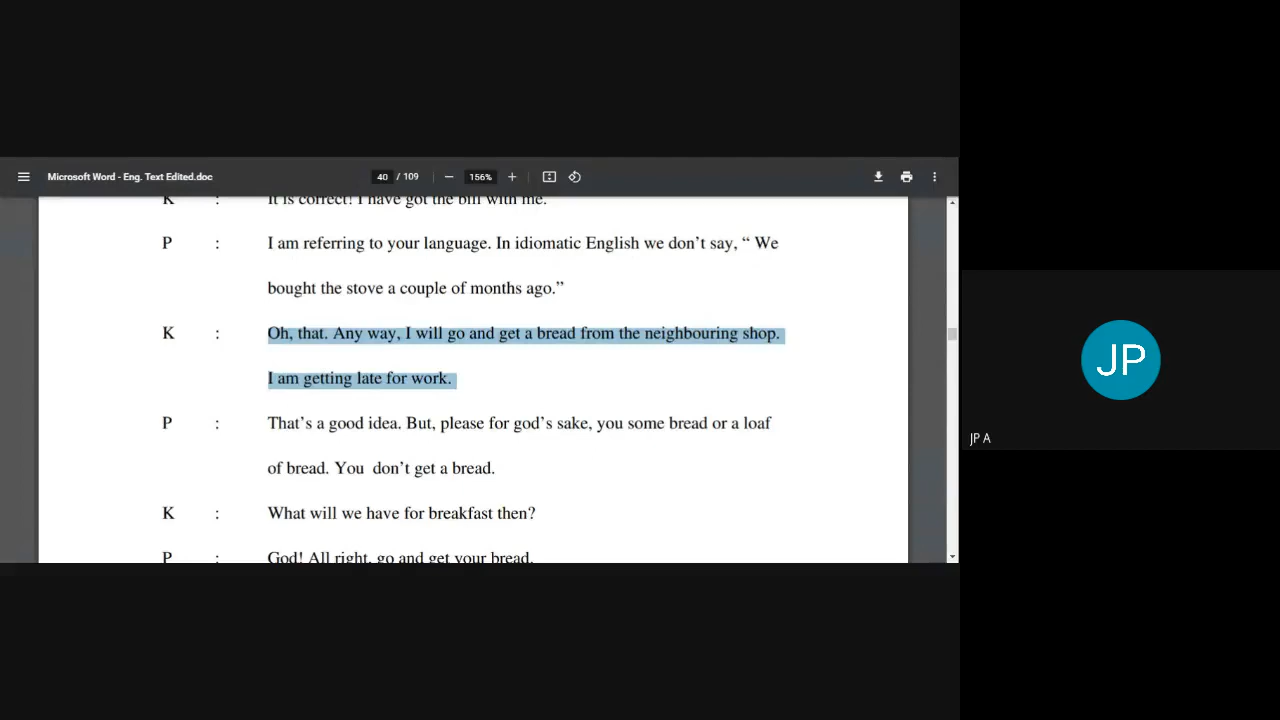 Microsoft Word - Eng. Text Edited.doc 40 / 109 — 156% +
K : It is correct! I have got the bill with me.
P : I am referring to your language. In idiomatic English we don’t say, “ We
bought the stove a couple of months ago.”
K : Oh, that. Any way, I will go and get a bread from the neighbouring shop.
I am getting late for work.
P : That’s a good idea. But, please for god’s sake, you some bread or a loaf
of bread. You don’t get a bread.
K : What will we have for breakfast then?
P : God! All right, go and get your bread.
JP
JP A